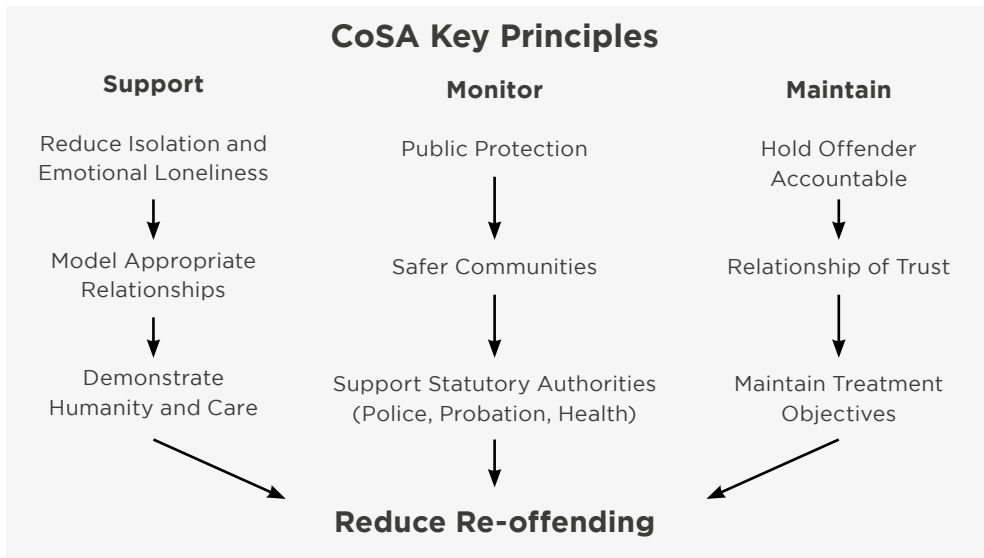 CoSA Key Principles
Support
Reduce Isolation and
Emotional Loneliness
Model Appropriate
Relationships
Demonstrate
Humanity and Care
Monitor
Public Protection
Safer Communities
Support Statutory Authorities
(Police, Probation, Health)
Maintain
Hold Offender
Accountable
Relationship of Trust
Maintain Treatment
Objectives
Reduce Re-offending